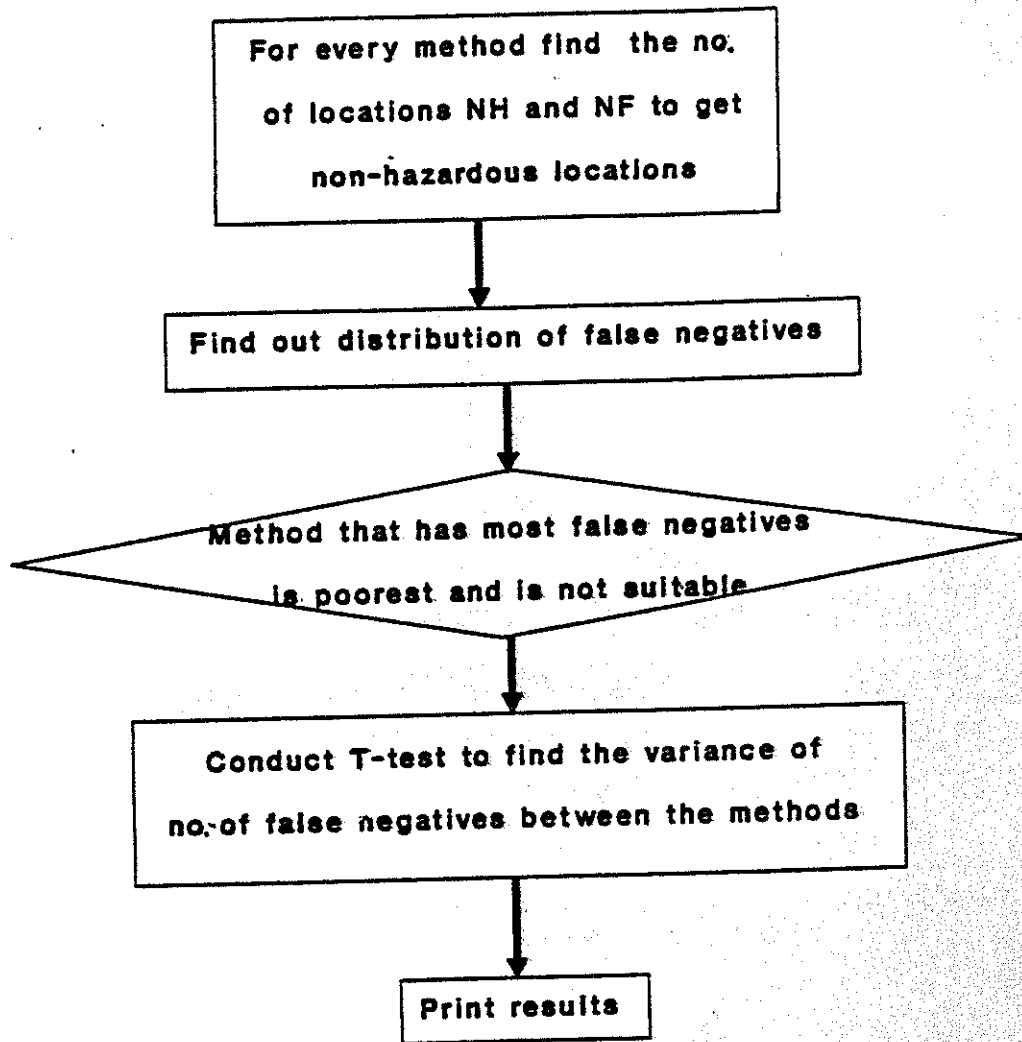 For every method find the no.
of locations NH and NF to get
non-hazardous locations
Find out distribution of false negatives
Method that has most false negatives
is poorest and is not suitable
Conduct T-test to find the variance of
no. of false negatives between the methods
Print results